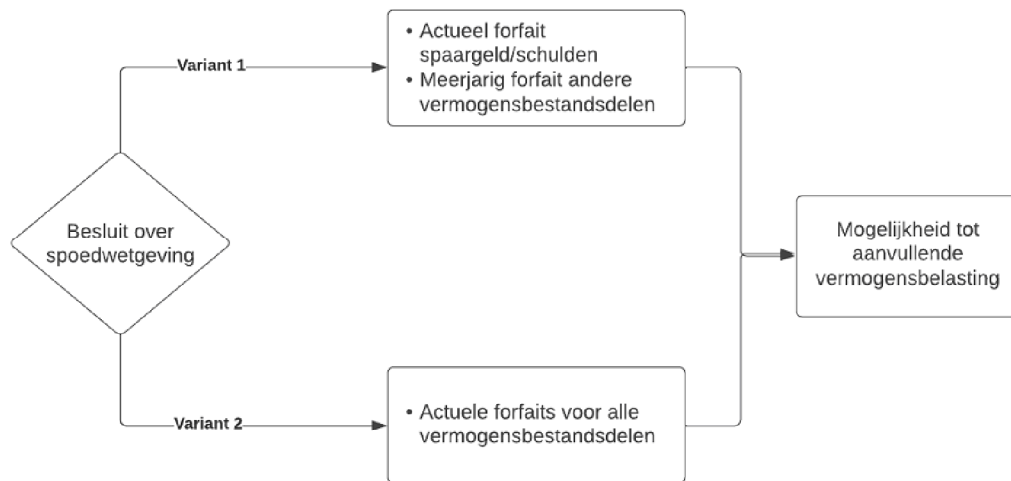 Variant 1
• Actueel forfait
spaargeld/schulden
• Meerjarig forfait andere
vermogensbestandsdelen
Besluit over
spoedwetgeving
Mogelijkheid tot
aanvullende
vermogensbelasting
Variant 2
• Actuele forfaits voor alle
vermogensbestandsdelen